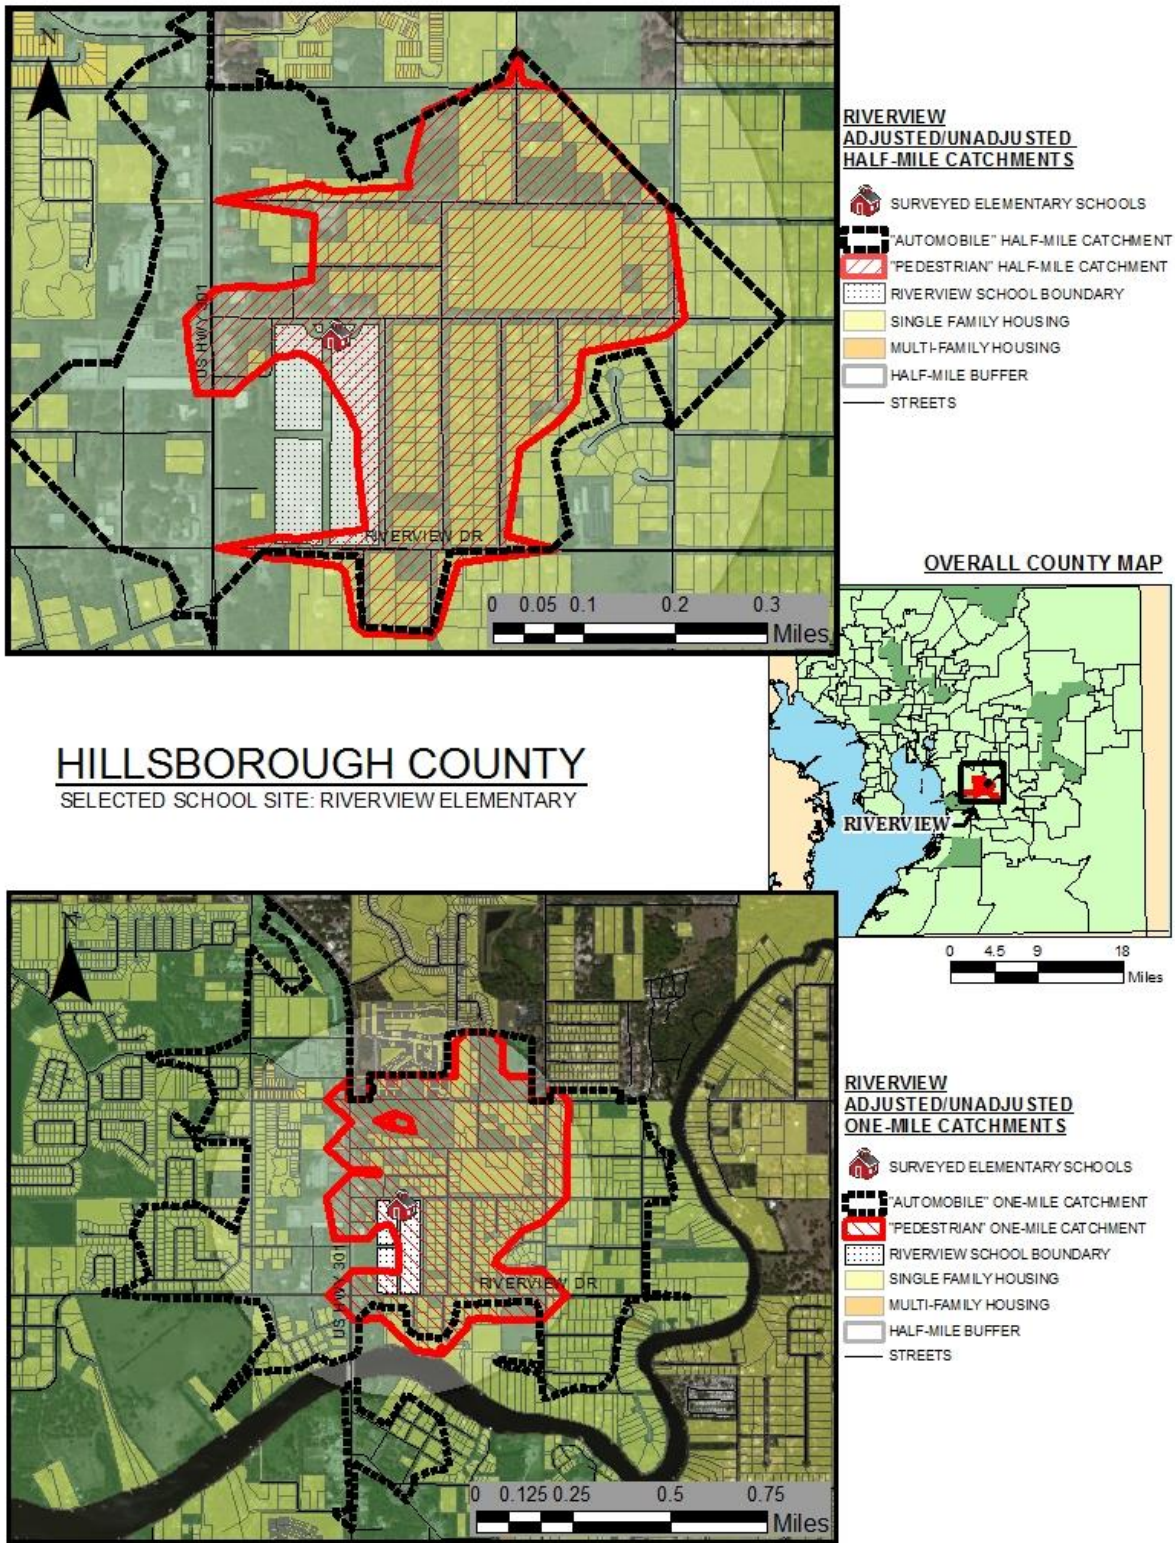 N
US HWY 301
RIVERVIEW DR
0 0.05 0.1 0.2 0.3
Miles
RIVERVIEW
ADJUSTED/UNADJUSTED
HALF-MILE CATCHMENTS
SURVEYED ELEMENTARY SCHOOLS
"AUTOMOBILE" HALF-MILE CATCHMENT
"PEDESTRIAN" HALF-MILE CATCHMENT
RIVERVIEW SCHOOL BOUNDARY
SINGLE FAMILY HOUSING
MULTI-FAMILY HOUSING
HALF-MILE BUFFER
STREETS
OVERALL COUNTY MAP
RIVERVIEW
0 4.5 9 18
Miles
HILLSBOROUGH COUNTY
SELECTED SCHOOL SITE: RIVERVIEW ELEMENTARY
N
US HWY 301
RIVERVIEW DR
0 0.125 0.25 0.5 0.75
Miles
RIVERVIEW
ADJUSTED/UNADJUSTED
ONE-MILE CATCHMENTS
SURVEYED ELEMENTARY SCHOOLS
"AUTOMOBILE" ONE-MILE CATCHMENT
"PEDESTRIAN" ONE-MILE CATCHMENT
RIVERVIEW SCHOOL BOUNDARY
SINGLE FAMILY HOUSING
MULTI-FAMILY HOUSING
HALF-MILE BUFFER
STREETS